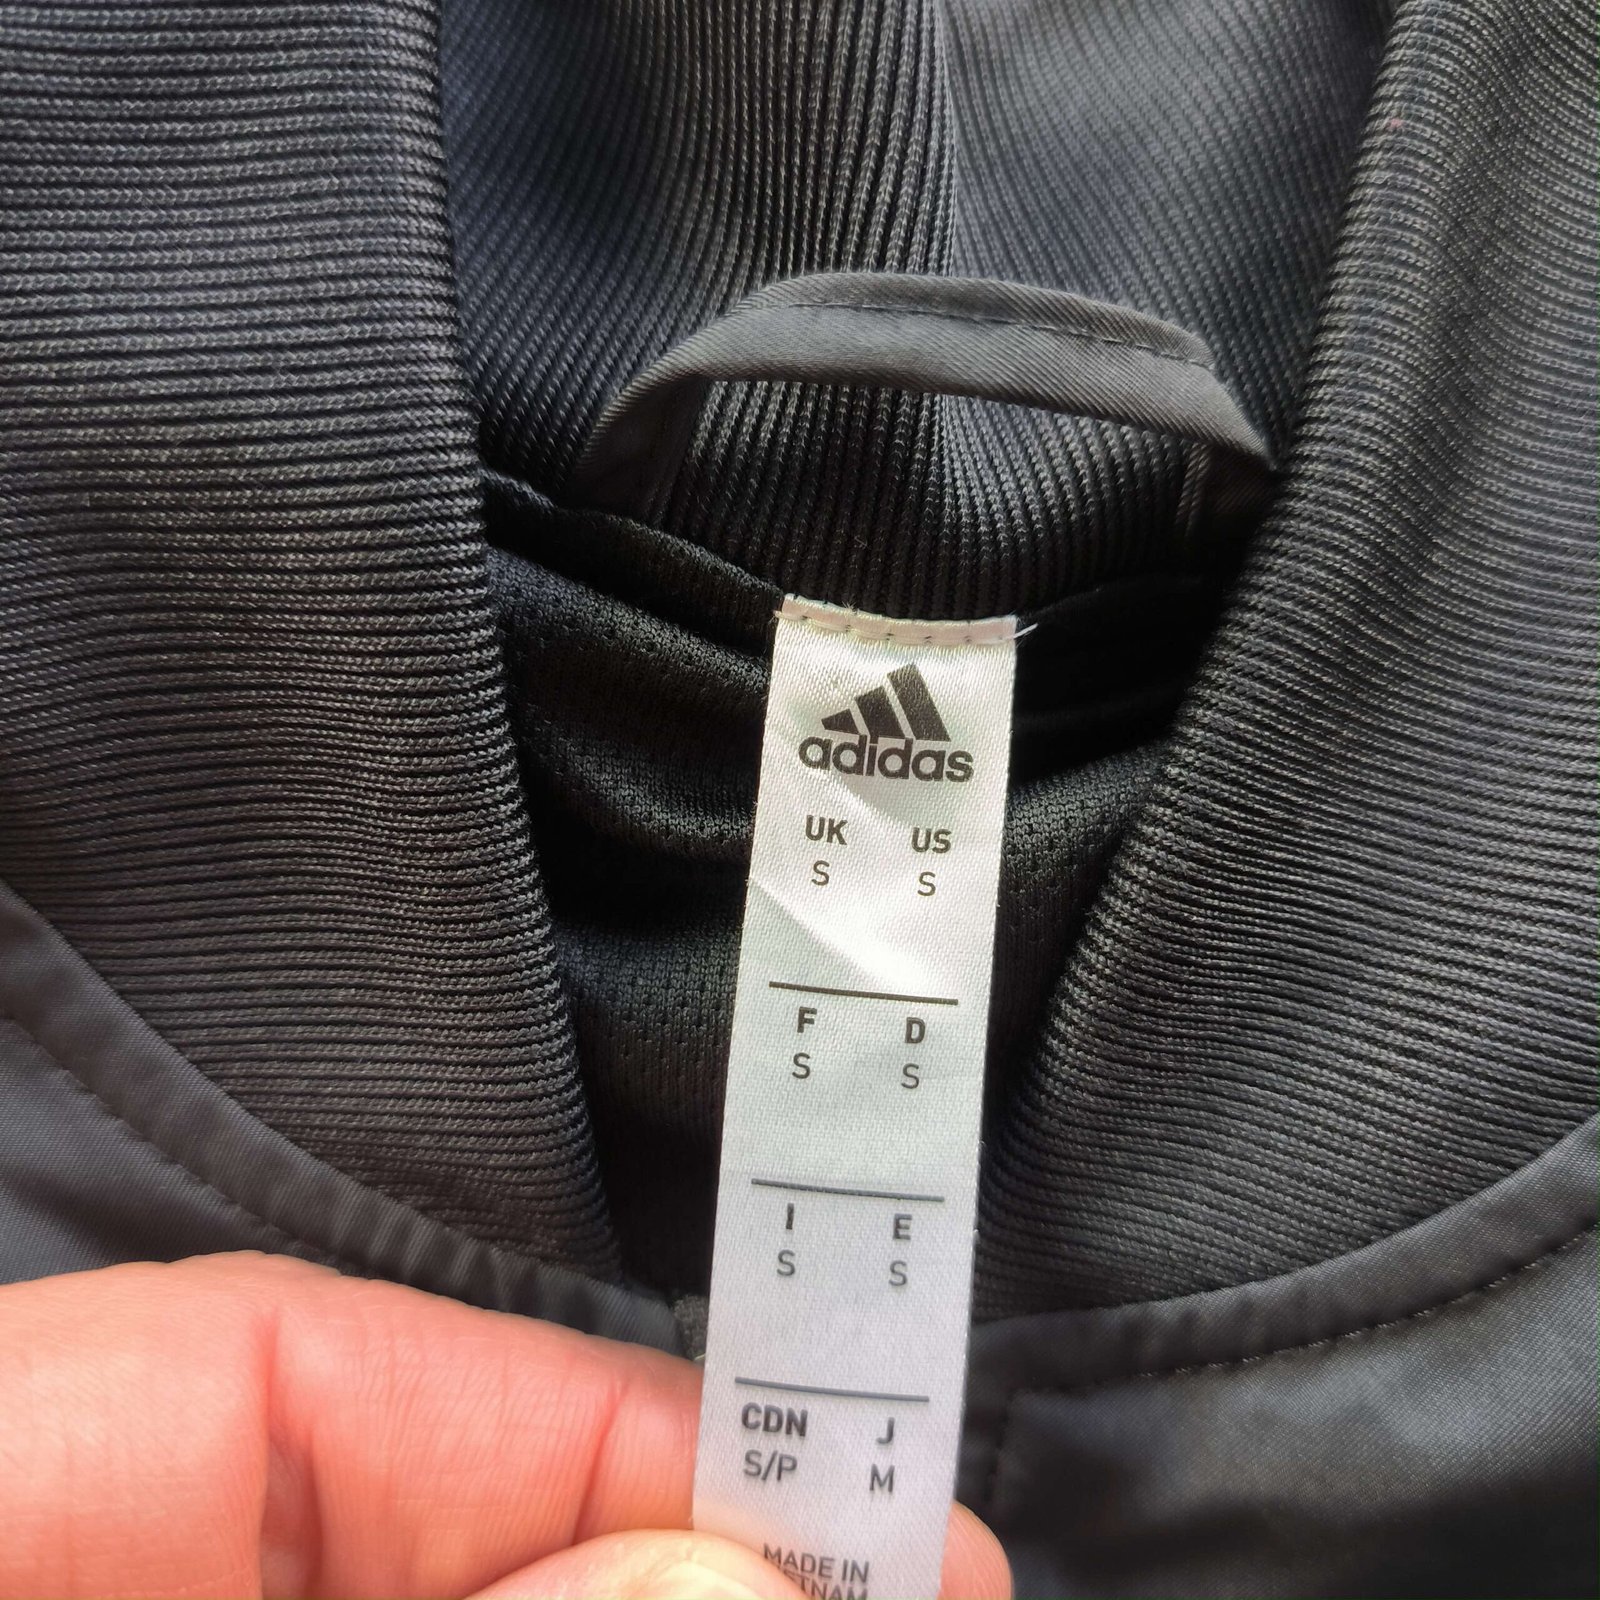 adidas
UK US
S S
F D
S S
I E
S S
CDN J
S/P M
MADE IN